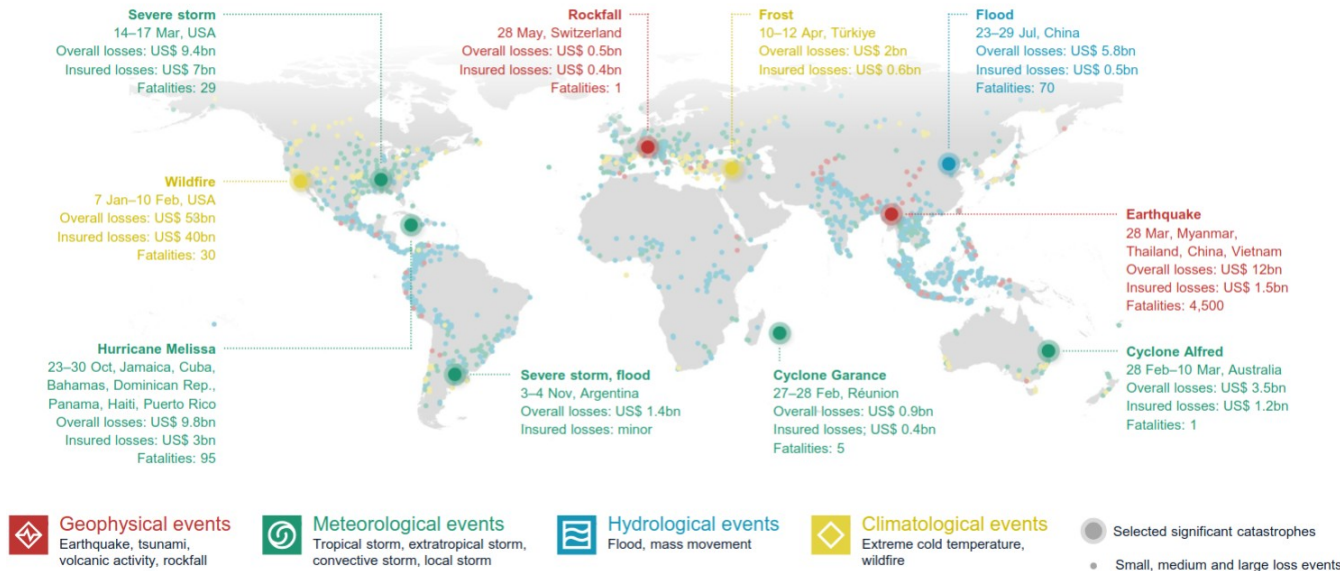 Severe storm
14–17 Mar, USA
Overall losses: US$ 9.4bn
Insured losses: US$ 7bn
Fatalities: 29
Rockfall
28 May, Switzerland
Overall losses: US$ 0.5bn
Insured losses: US$ 0.4bn
Fatalities: 1
Frost
10–12 Apr, Türkiye
Overall losses: US$ 2bn
Insured losses: US$ 0.6bn
Flood
23–29 Jul, China
Overall losses: US$ 5.8bn
Insured losses: US$ 0.5bn
Fatalities: 70
Wildfire
7 Jan–10 Feb, USA
Overall losses: US$ 53bn
Insured losses: US$ 40bn
Fatalities: 30
Earthquake
28 Mar, Myanmar,
Thailand, China, Vietnam
Overall losses: US$ 12bn
Insured losses: US$ 1.5bn
Fatalities: 4,500
Hurricane Melissa
23–30 Oct, Jamaica, Cuba,
Bahamas, Dominican Rep.,
Panama, Haiti, Puerto Rico
Overall losses: US$ 9.8bn
Insured losses: US$ 3bn
Fatalities: 95
Severe storm, flood
3–4 Nov, Argentina
Overall losses: US$ 1.4bn
Insured losses: minor
Cyclone Garance
27–28 Feb, Réunion
Overall losses: US$ 0.9bn
Insured losses; US$ 0.4bn
Fatalities: 5
Cyclone Alfred
28 Feb–10 Mar, Australia
Overall losses: US$ 3.5bn
Insured losses: US$ 1.2bn
Fatalities: 1
Geophysical events
Earthquake, tsunami,
volcanic activity, rockfall
Meteorological events
Tropical storm, extratropical storm,
convective storm, local storm
Hydrological events
Flood, mass movement
Climatological events
Extreme cold temperature,
wildfire
Selected significant catastrophes
Small, medium and large loss events